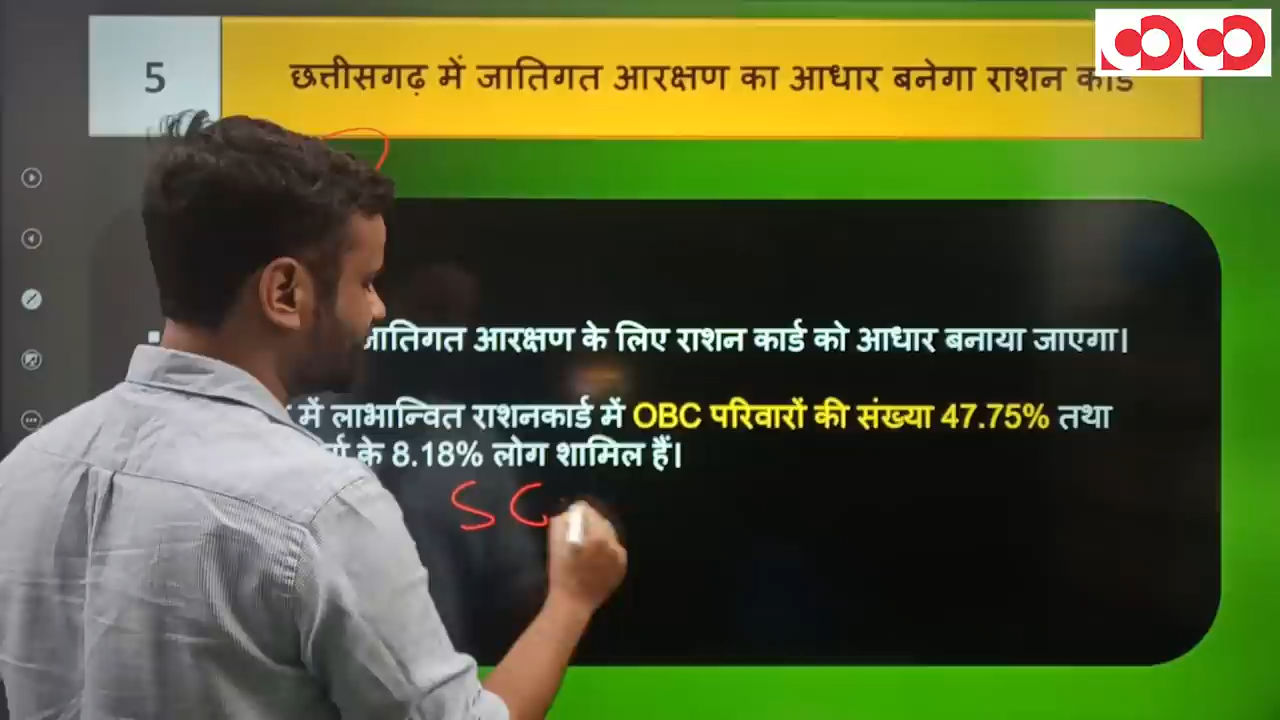 5
छत्तीसगढ़ में जातिगत आरक्षण का आधार बनेगा राशन कार्ड
जातिगत आरक्षण के लिए राशन कार्ड को आधार बनाया जाएगा।
में लाभान्वित राशनकार्ड में OBC परिवारों की संख्या 47.75% तथा
के 8.18% लोग शामिल हैं।
SC